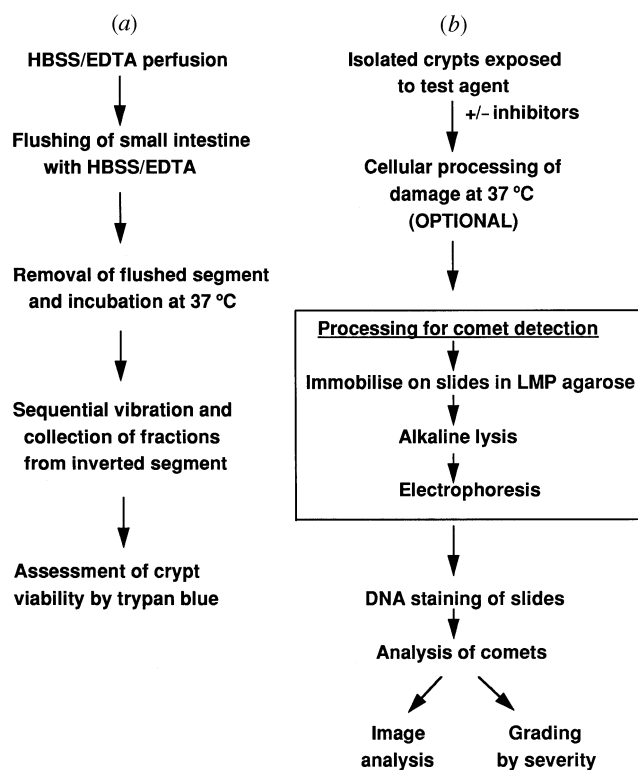 (a)
HBSS/EDTA perfusion
Flushing of small intestine
with HBSS/EDTA
Removal of flushed segment
and incubation at 37 ºC
Sequential vibration and
collection of fractions
from inverted segment
Assessment of crypt
viability by trypan blue
(b)
Isolated crypts exposed
to test agent
+/– inhibitors
Cellular processing of
damage at 37 ºC
(OPTIONAL)
Processing for comet detection
Immobilise on slides in LMP agarose
Alkaline lysis
Electrophoresis
DNA staining of slides
Analysis of comets
Image
analysis
Grading
by severity